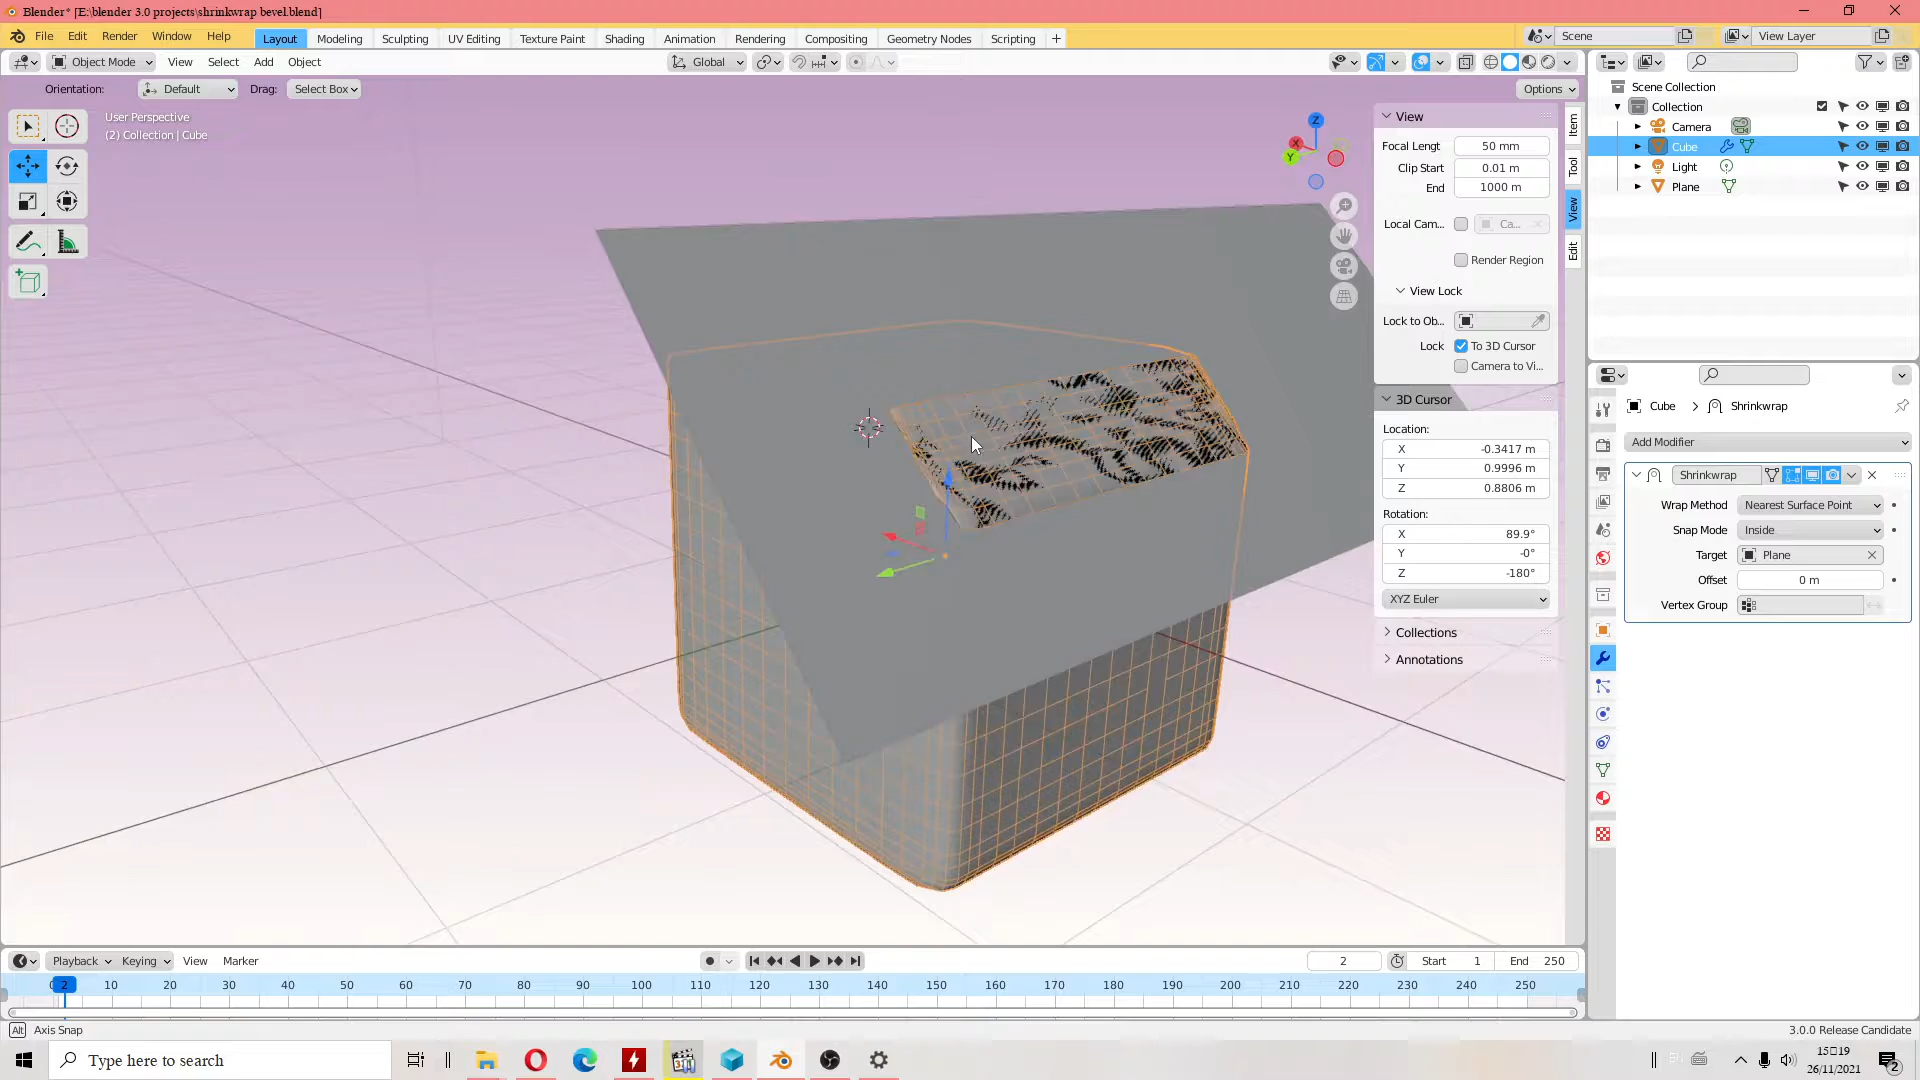 Blender* [E:\blender 3.0 projects\shrinkwrap bevel.blend]
File Edit Render Window Help
Layout Modeling Sculpting UV Editing Texture Paint Shading Animation Rendering Compositing Geometry Nodes Scripting +
Scene
View Layer
Object Mode View Select Add Object
Global
Orientation: Default Drag: Select Box
Options
User Perspective
(2) Collection | Cube
Z
X
Y
View
Focal Lengt 50 mm
Clip Start 0.01 m
End 1000 m
Local Cam... Ca...
Render Region
View Lock
Lock to Ob...
Lock To 3D Cursor
Camera to Vi...
3D Cursor
Location:
X -0.3417 m
Y 0.9996 m
Z 0.8806 m
Rotation:
X 89.9°
Y -0°
Z -180°
XYZ Euler
Collections
Annotations
Item
Tool
View
Edit
Scene Collection
Collection
Camera
Cube
Light
Plane
Cube > Shrinkwrap
Add Modifier
Shrinkwrap
Wrap Method Nearest Surface Point
Snap Mode Inside
Target Plane
Offset 0 m
Vertex Group
Playback Keying View Marker
2 Start 1 End 250
0 2 10 20 30 40 50 60 70 80 90 100 110 120 130 140 150 160 170 180 190 200 210 220 230 240 250
Alt Axis Snap
3.0.0 Release Candidate
Type here to search
321
15▯19
26/11/2021
2